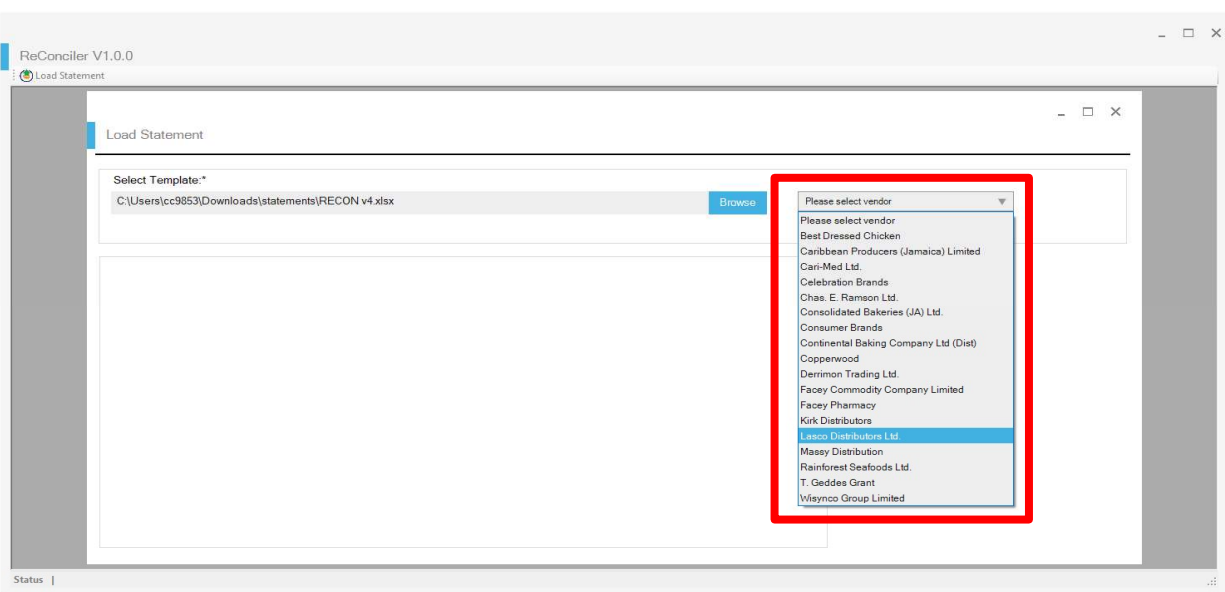 ReConciler V1.0.0
Load Statement
Load Statement
Select Template:*
C:\Users\cc9853\Downloads\statements\RECON v4.xlsx
Browse
Please select vendor
Please select vendor
Best Dressed Chicken
Caribbean Producers (Jamaica) Limited
Cari-Med Ltd.
Celebration Brands
Chas. E. Ramson Ltd.
Consolidated Bakeries (JA) Ltd.
Consumer Brands
Continental Baking Company Ltd (Dist)
Copperwood
Derrimon Trading Ltd.
Facey Commodity Company Limited
Facey Pharmacy
Kirk Distributors
Lasco Distributors Ltd.
Massy Distribution
Rainforest Seafoods Ltd.
T. Geddes Grant
Wisynco Group Limited
Status |